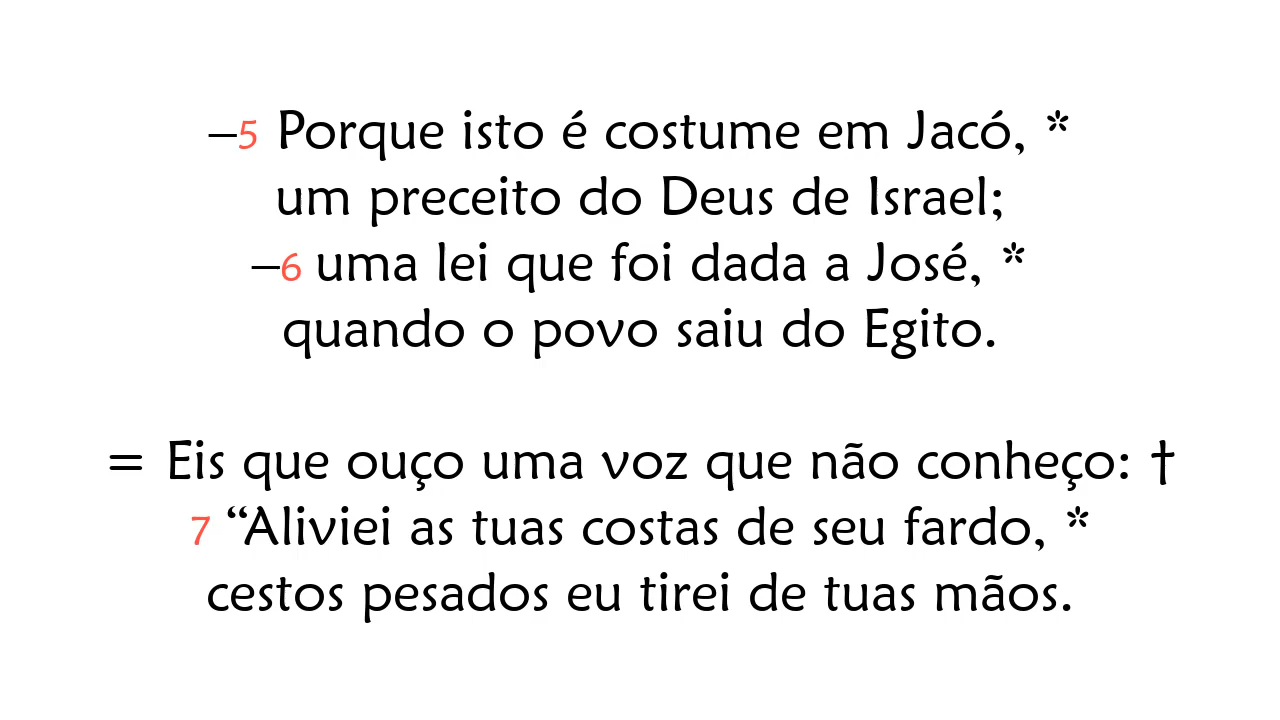 –5 Porque isto é costume em Jacó, *
um preceito do Deus de Israel;
–6 uma lei que foi dada a José, *
quando o povo saiu do Egito.
= Eis que ouço uma voz que não conheço: †
7 “Aliviei as tuas costas de seu fardo, *
cestos pesados eu tirei de tuas mãos.